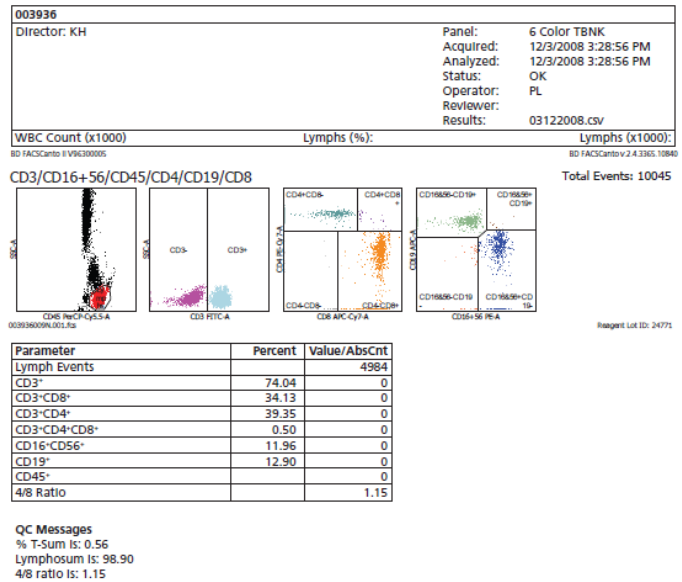 003936
Director: KH
Panel: 6 Color TBNK
Acquired: 12/3/2008 3:28:56 PM
Analyzed: 12/3/2008 3:28:56 PM
Status: OK
Operator: PL
Reviewer:
Results: 03122008.csv
WBC Count (x1000) Lymphs (%): Lymphs (x1000):
BD FACSCanto II V96300005 BD FACSCanto v.2.4.3365.10840
CD3/CD16+56/CD45/CD4/CD19/CD8 Total Events: 10045
SSC-A
CD45 PerCP-Cy5.5-A
SSC-A
CD3- CD3+
CD3 FITC-A
CD4 PE-Cy7-A
CD4+CD8- CD4+CD8+
CD4-CD8- CD4-CD8+
CD8 APC-Cy7-A
CD19 APC-A
CD16&56-CD19+ CD16&56+CD19+
CD16&56-CD19- CD16&56+CD19-
CD16+56 PE-A
003936009N.001.fcs Reagent Lot ID: 24771
Parameter Percent Value/AbsCnt
Lymph Events 4984
CD3+ 74.04 0
CD3+CD8+ 34.13 0
CD3+CD4+ 39.35 0
CD3+CD4+CD8+ 0.50 0
CD16+CD56+ 11.96 0
CD19+ 12.90 0
CD45+ 0
4/8 Ratio 1.15
QC Messages
% T-Sum is: 0.56
Lymphosum is: 98.90
4/8 ratio is: 1.15